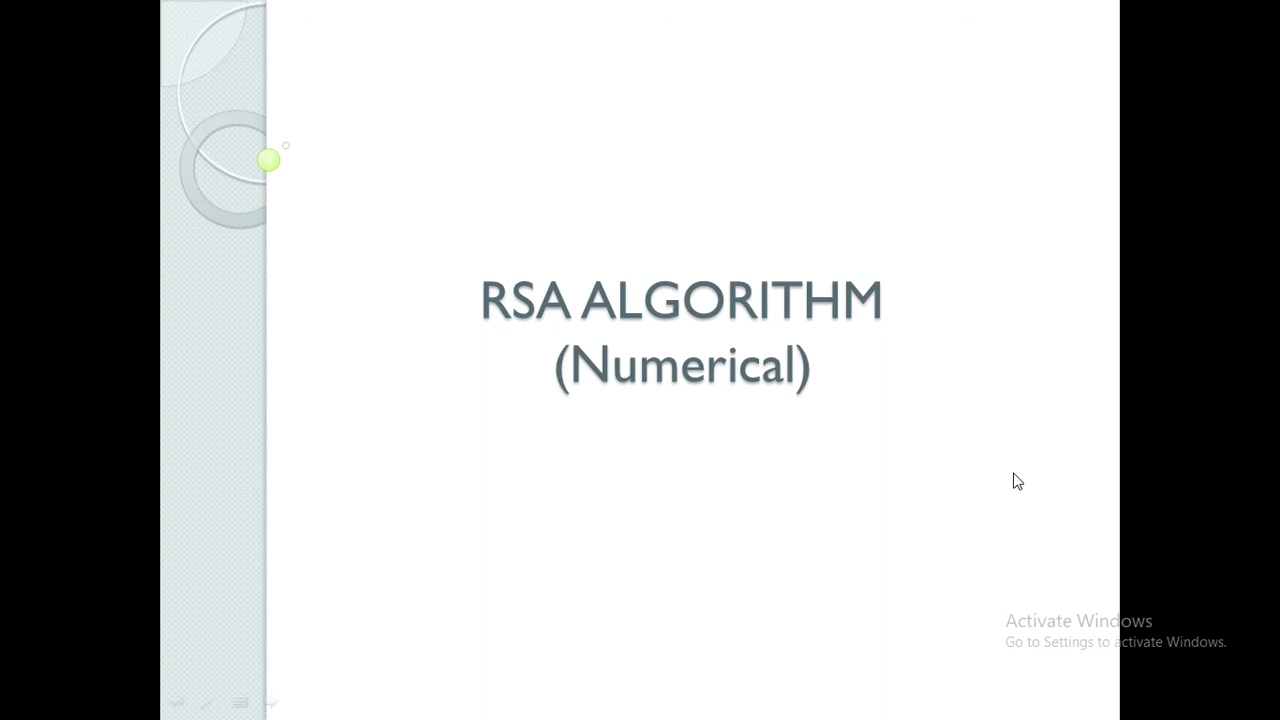 RSA ALGORITHM
(Numerical)
Activate Windows
Go to Settings to activate Windows.